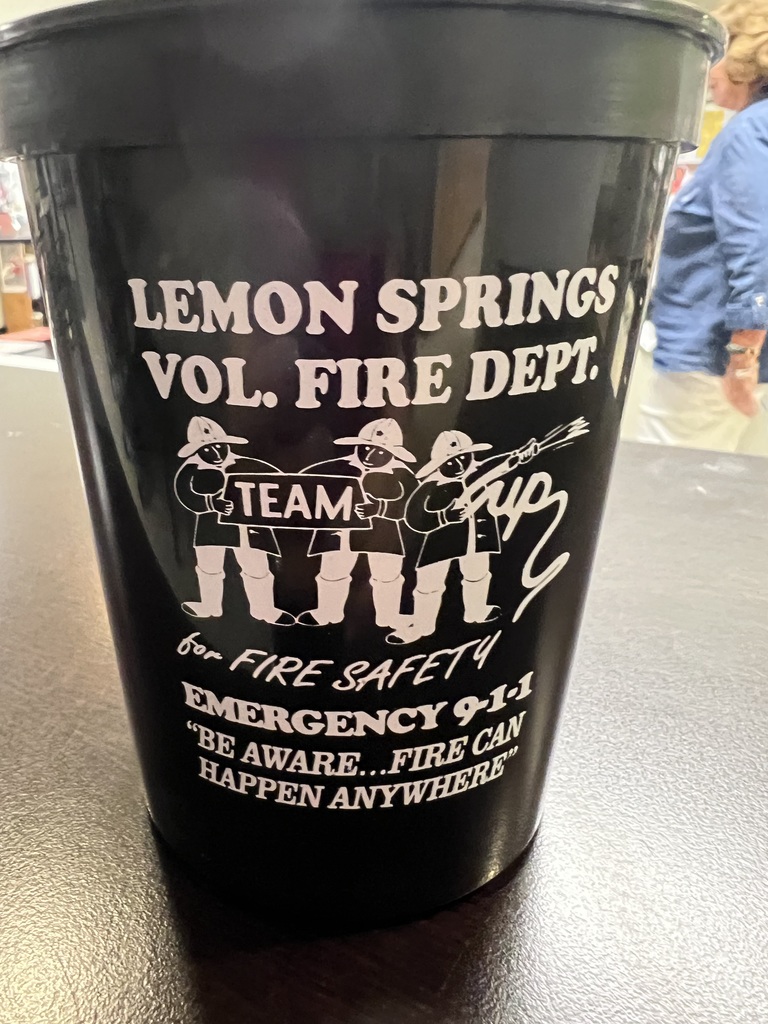 LEMON SPRINGS
VOL. FIRE DEPT.
TEAM up
for FIRE SAFETY
EMERGENCY 9-1-1
“BE AWARE...FIRE CAN
HAPPEN ANYWHERE”